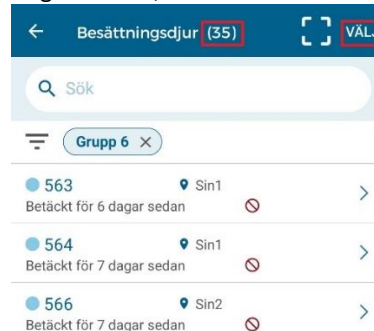 Besättningsdjur (35) VÄLJ
Sök
Grupp 6
563 Sin1
Betäckt för 6 dagar sedan
564 Sin1
Betäckt för 7 dagar sedan
566 Sin2
Betäckt för 7 dagar sedan